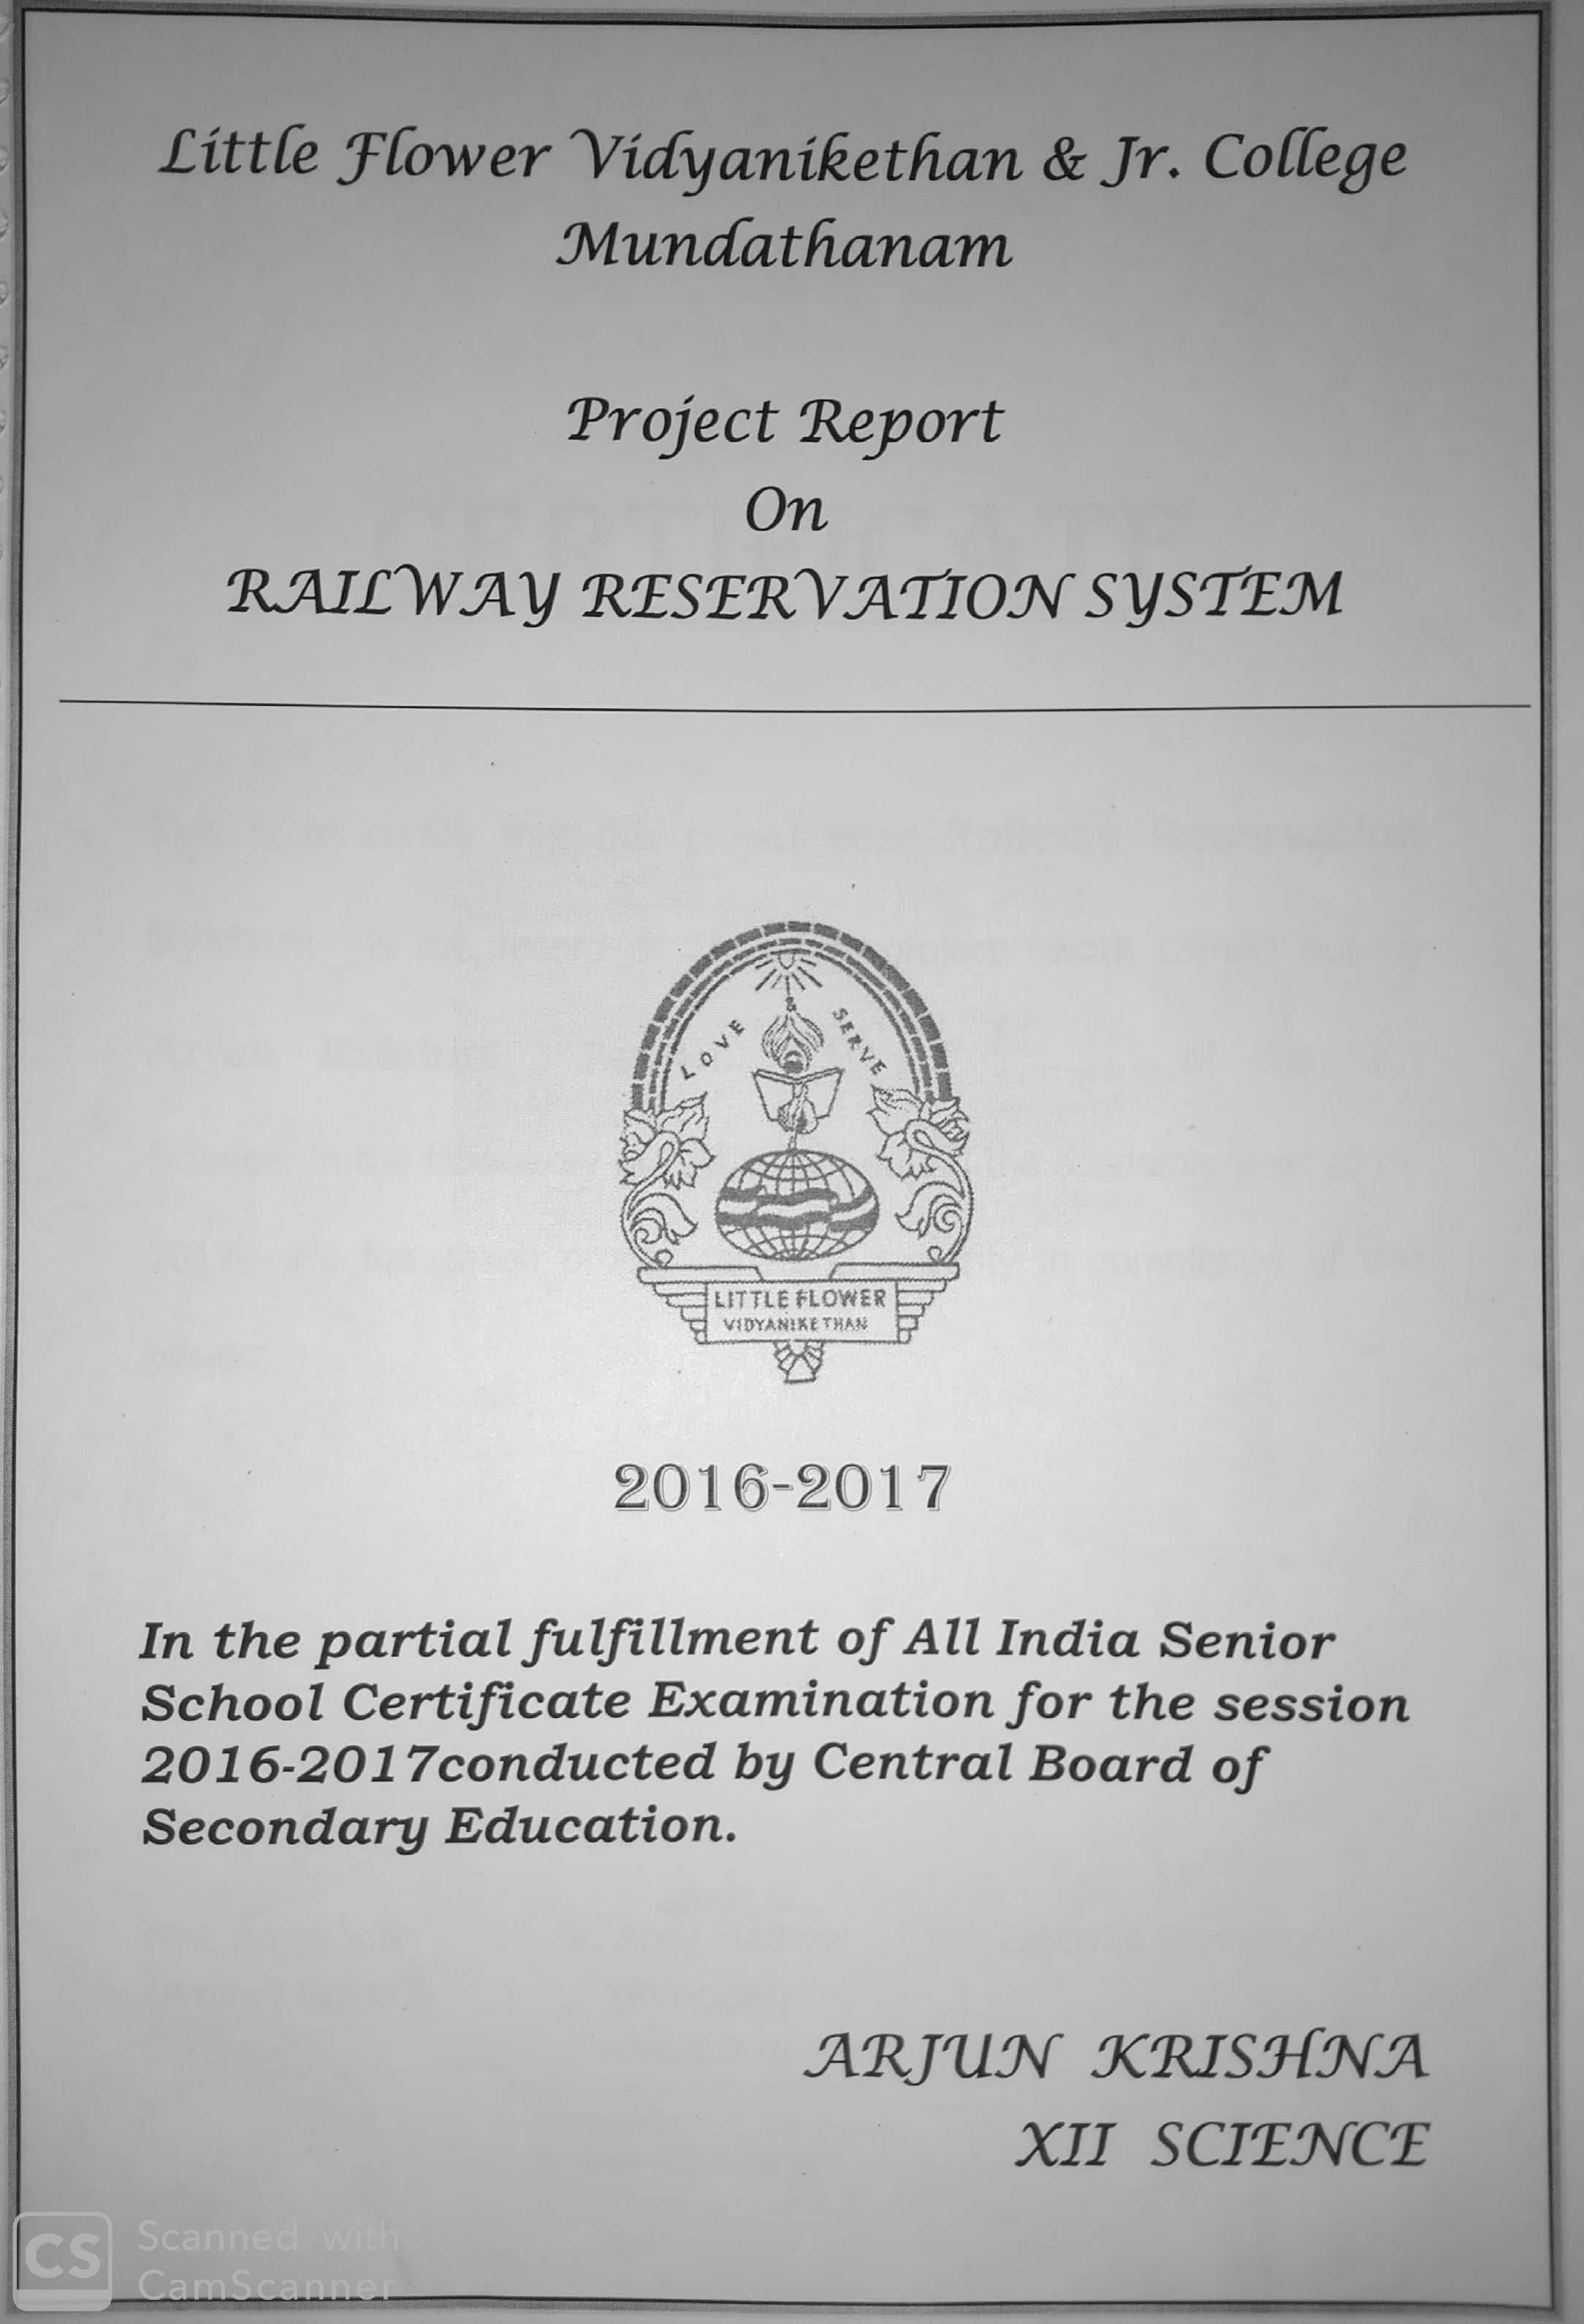 Little Flower Vidyanikethan & Jr. College
Mundathanam
Project Report
On
RAILWAY RESERVATION SYSTEM
LOVE SERVE
LITTLE FLOWER
VIDYANIKETHAN
2016-2017
In the partial fulfillment of All India Senior
School Certificate Examination for the session
2016-2017conducted by Central Board of
Secondary Education.
ARJUN KRISHNA
XII SCIENCE
CS Scanned with
CamScanner